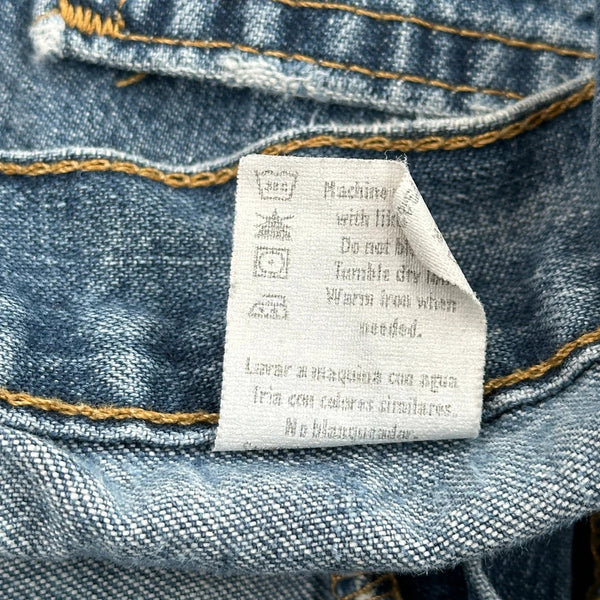 Machine
with like
Do not bl
Tumble dry
Warm iron when
needed.
Lavar a maquina con agua
fria con colores similares.
No blanqueador